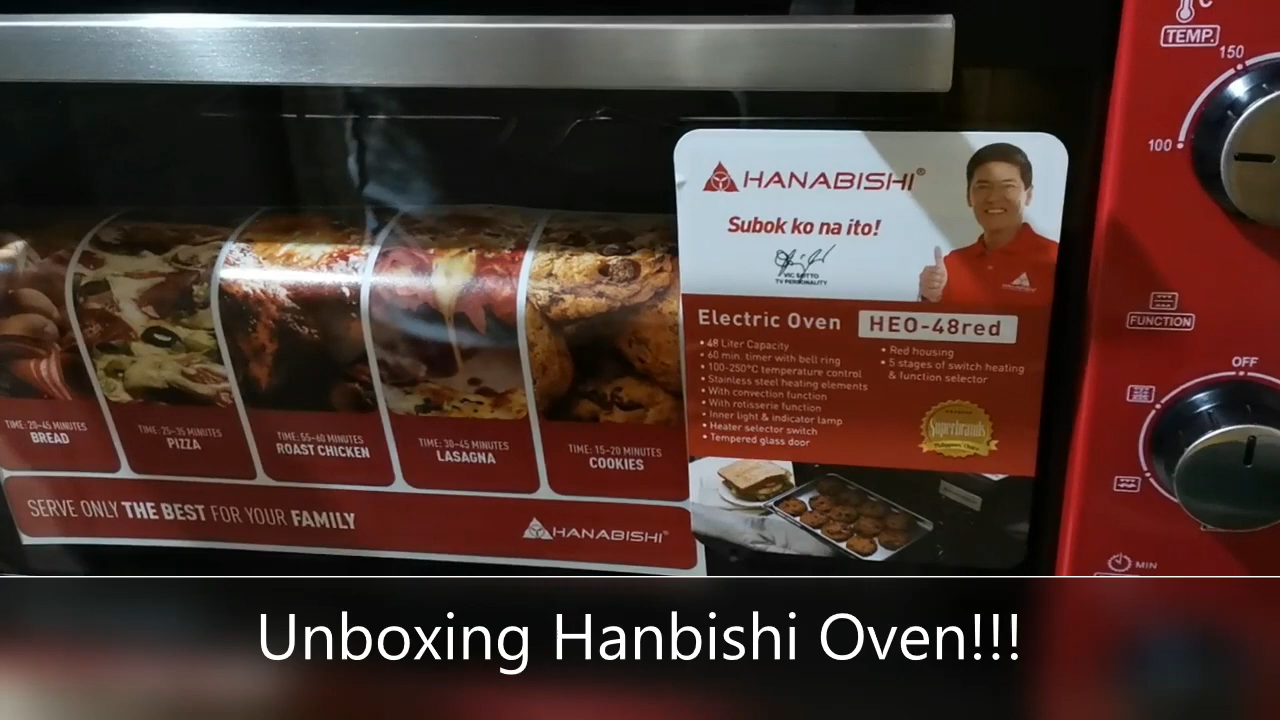 °C
TEMP.
150
100
HANABISHI®
Subok ko na ito!
VIC SOTTO
TV PERSONALITY
Electric Oven
HEO-48red
• 48 Liter Capacity
• 60 min. timer with bell ring
• 100-250°C temperature control
• Stainless steel heating elements
• With convection function
• With rotisserie function
• Inner light & indicator lamp
• Heater selector switch
• Tempered glass door
• Red housing
• 5 stages of switch heating
& function selector
Superbrands
FUNCTION
OFF
MIN
TIME: 20-45 MINUTES
BREAD
TIME: 25-35 MINUTES
PIZZA
TIME: 55-60 MINUTES
ROAST CHICKEN
TIME: 30-45 MINUTES
LASAGNA
TIME: 15-20 MINUTES
COOKIES
SERVE ONLY THE BEST FOR YOUR FAMILY
HANABISHI®
Unboxing Hanbishi Oven!!!